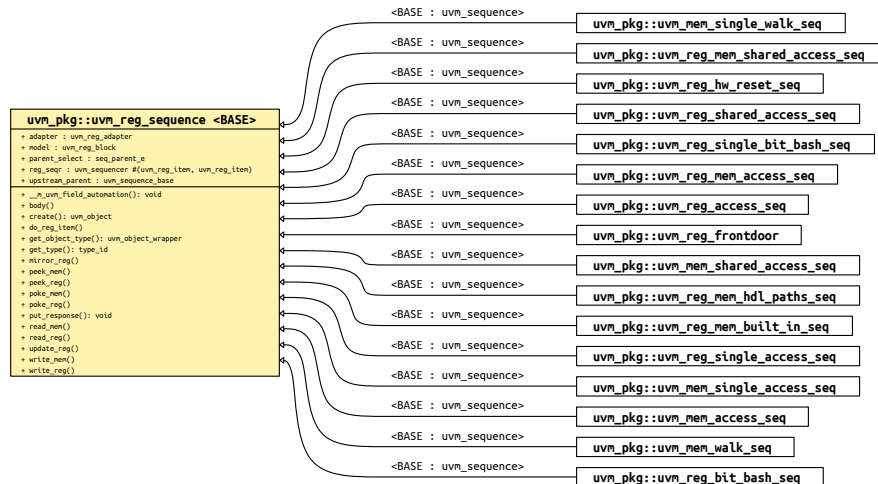 uvm_pkg::uvm_reg_sequence <BASE>
+ adapter : uvm_reg_adapter
+ model : uvm_reg_block
+ parent_select : seq_parent_e
+ reg_seqr : uvm_sequencer #(uvm_reg_item, uvm_reg_item)
+ upstream_parent : uvm_sequence_base
+ __m_uvm_field_automation(): void
+ body()
+ create(): uvm_object
+ do_reg_item()
+ get_object_type(): uvm_object_wrapper
+ get_type(): type_id
+ mirror_reg()
+ peek_mem()
+ peek_reg()
+ poke_mem()
+ poke_reg()
+ put_response(): void
+ read_mem()
+ read_reg()
+ update_reg()
+ write_mem()
+ write_reg()
<BASE : uvm_sequence>
uvm_pkg::uvm_mem_single_walk_seq
<BASE : uvm_sequence>
uvm_pkg::uvm_reg_mem_shared_access_seq
<BASE : uvm_sequence>
uvm_pkg::uvm_reg_hw_reset_seq
<BASE : uvm_sequence>
uvm_pkg::uvm_reg_shared_access_seq
<BASE : uvm_sequence>
uvm_pkg::uvm_reg_single_bit_bash_seq
<BASE : uvm_sequence>
uvm_pkg::uvm_reg_mem_access_seq
<BASE : uvm_sequence>
uvm_pkg::uvm_reg_access_seq
<BASE : uvm_sequence>
uvm_pkg::uvm_reg_frontdoor
<BASE : uvm_sequence>
uvm_pkg::uvm_mem_shared_access_seq
<BASE : uvm_sequence>
uvm_pkg::uvm_reg_mem_hdl_paths_seq
<BASE : uvm_sequence>
uvm_pkg::uvm_reg_mem_built_in_seq
<BASE : uvm_sequence>
uvm_pkg::uvm_reg_single_access_seq
<BASE : uvm_sequence>
uvm_pkg::uvm_mem_single_access_seq
<BASE : uvm_sequence>
uvm_pkg::uvm_mem_access_seq
<BASE : uvm_sequence>
uvm_pkg::uvm_mem_walk_seq
<BASE : uvm_sequence>
uvm_pkg::uvm_reg_bit_bash_seq